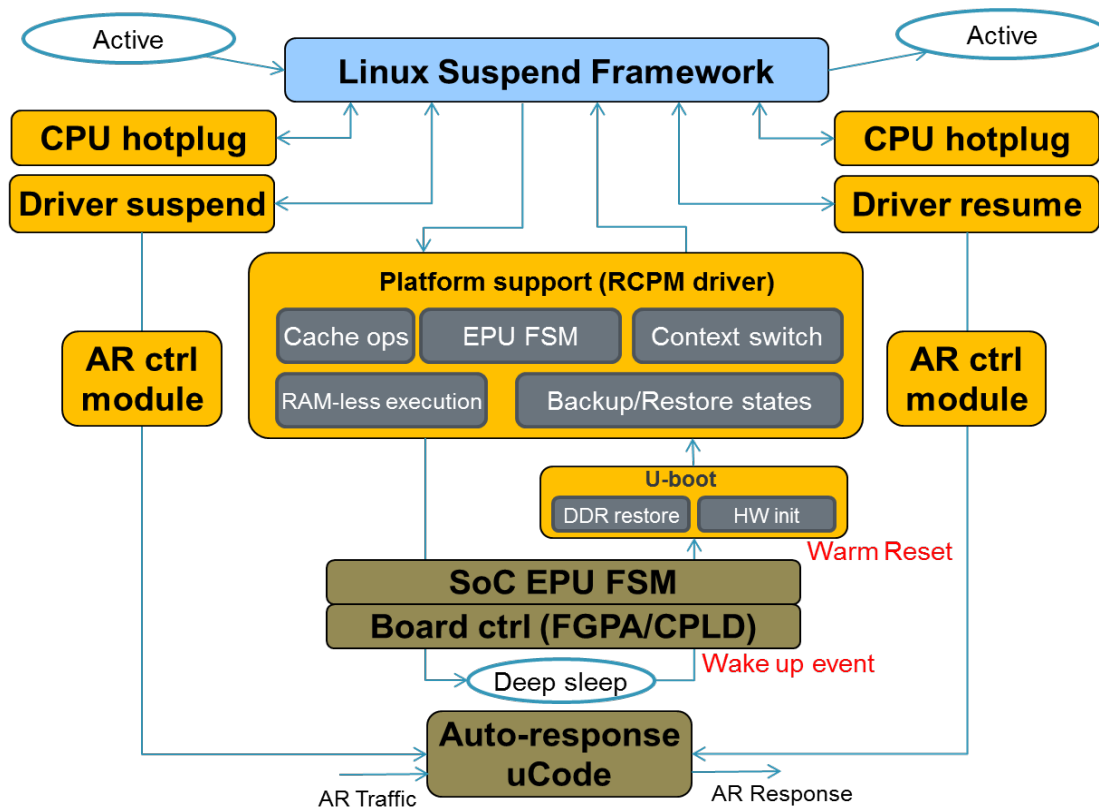 Active
Active
Linux Suspend Framework
CPU hotplug
CPU hotplug
Driver suspend
Driver resume
Platform support (RCPM driver)
Cache ops
EPU FSM
Context switch
RAM-less execution
Backup/Restore states
AR ctrl
module
AR ctrl
module
U-boot
DDR restore
HW init
Warm Reset
SoC EPU FSM
Board ctrl (FGPA/CPLD)
Wake up event
Deep sleep
Auto-response
uCode
AR Traffic
AR Response